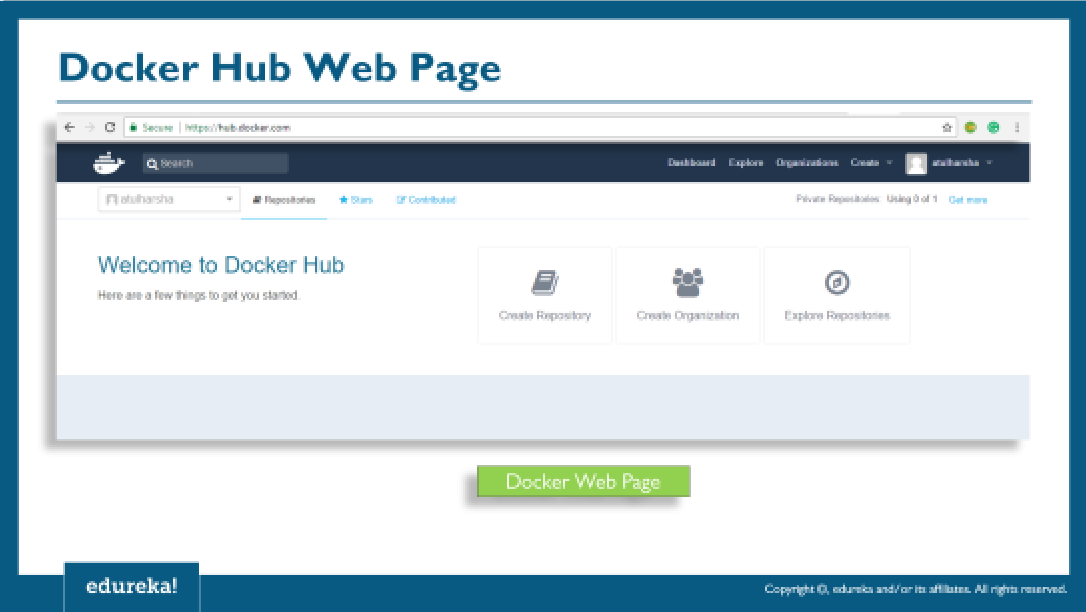 Docker Hub Web Page
Secure | https://hub.docker.com
Search Dashboard Explore Organizations Create atulharsha
atulharsha Repositories Stars Contributed Private Repositories: Using 0 of 1 Get more
Welcome to Docker Hub
Here are a few things to get you started.
Create Repository Create Organization Explore Repositories
Docker Web Page
edureka!
Copyright ©, edureka and/or its affiliates. All rights reserved.